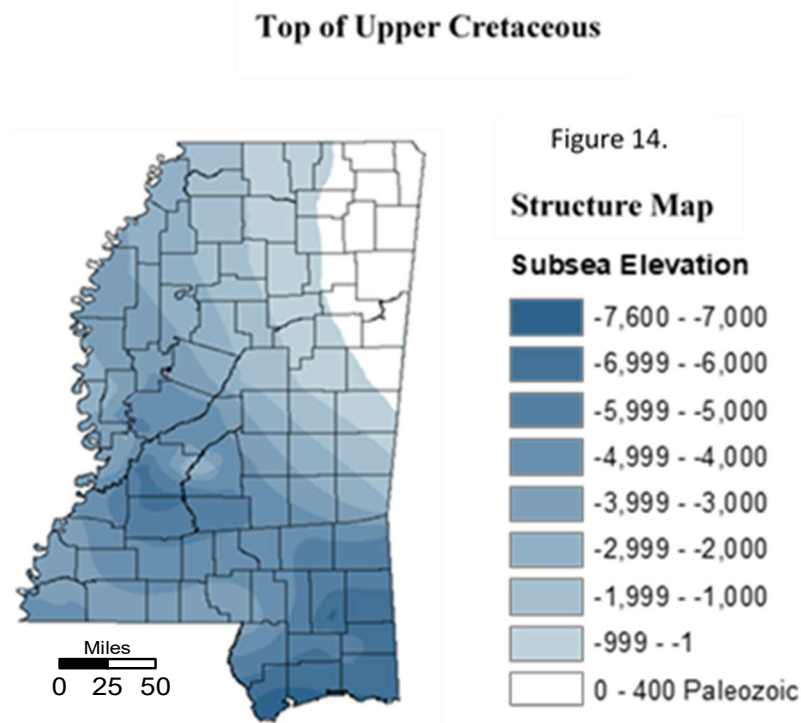 Top of Upper Cretaceous
Figure 14.
Structure Map
Subsea Elevation
-7,600 - -7,000
-6,999 - -6,000
-5,999 - -5,000
-4,999 - -4,000
-3,999 - -3,000
-2,999 - -2,000
-1,999 - -1,000
-999 - -1
0 - 400 Paleozoic
Miles
0 25 50